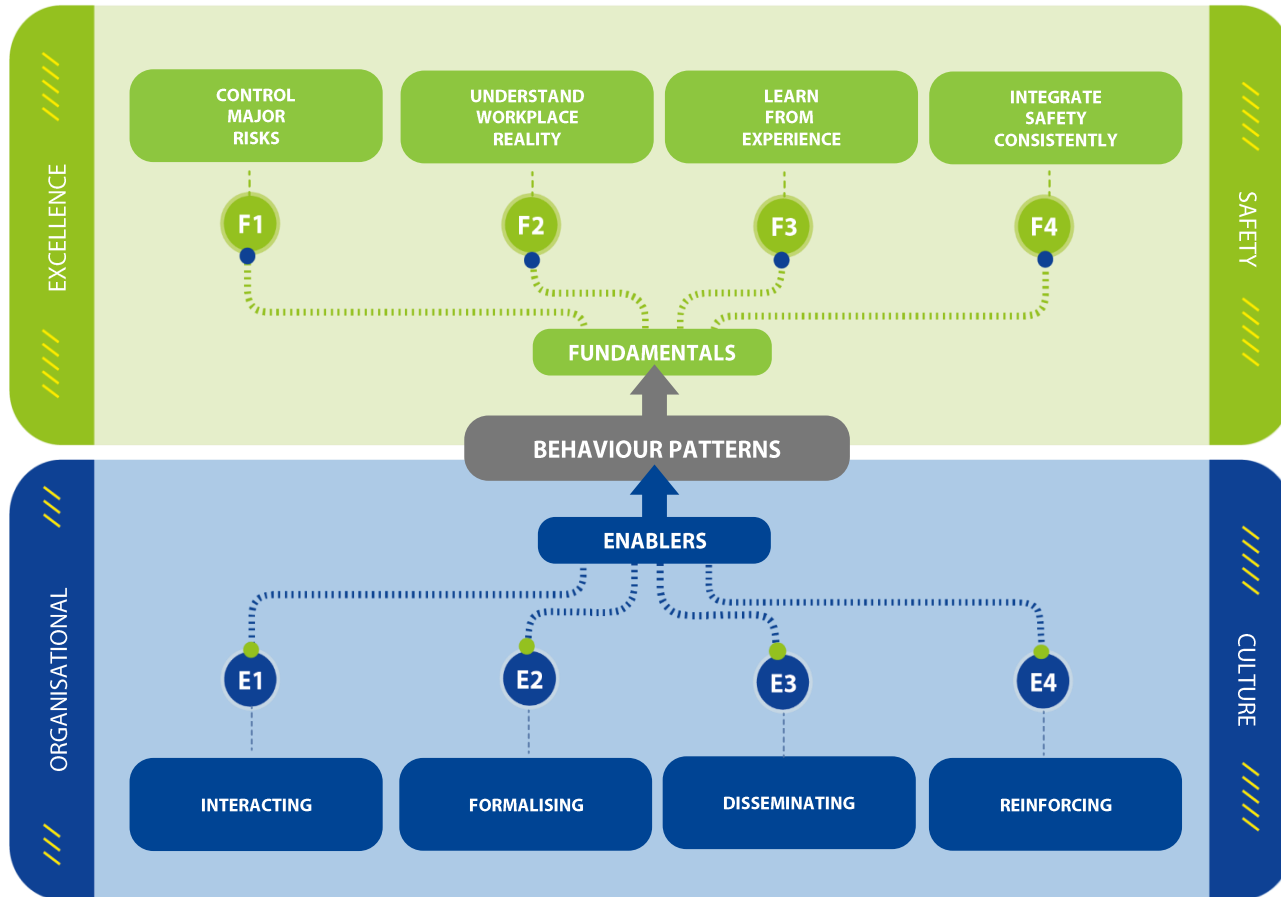 EXCELLENCE
SAFETY
CONTROL
MAJOR
RISKS
UNDERSTAND
WORKPLACE
REALITY
LEARN
FROM
EXPERIENCE
INTEGRATE
SAFETY
CONSISTENTLY
F1
F2
F3
F4
FUNDAMENTALS
BEHAVIOUR PATTERNS
ENABLERS
ORGANISATIONAL
CULTURE
E1
E2
E3
E4
INTERACTING
FORMALISING
DISSEMINATING
REINFORCING